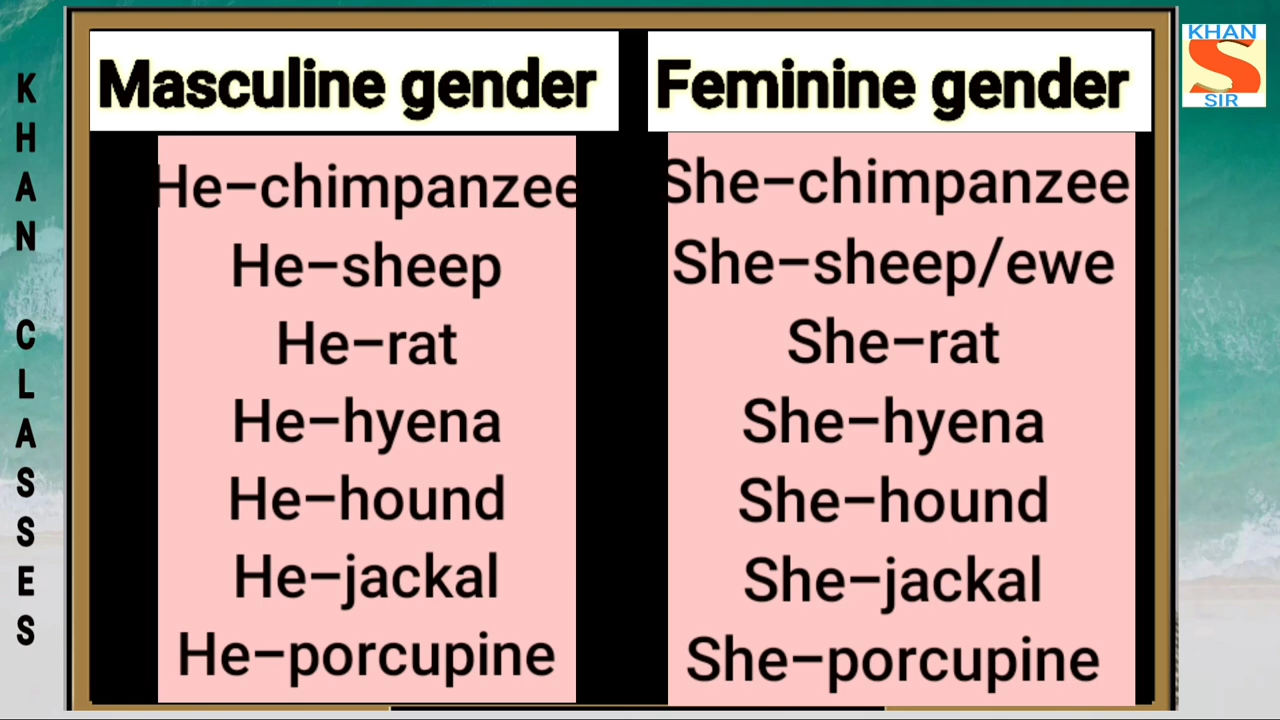 KHAN CLASSES
Masculine gender
Feminine gender
He–chimpanzee
She–chimpanzee
He–sheep
She–sheep/ewe
He–rat
She–rat
He–hyena
She–hyena
He–hound
She–hound
He–jackal
She–jackal
He–porcupine
She–porcupine
KHAN
S
SIR